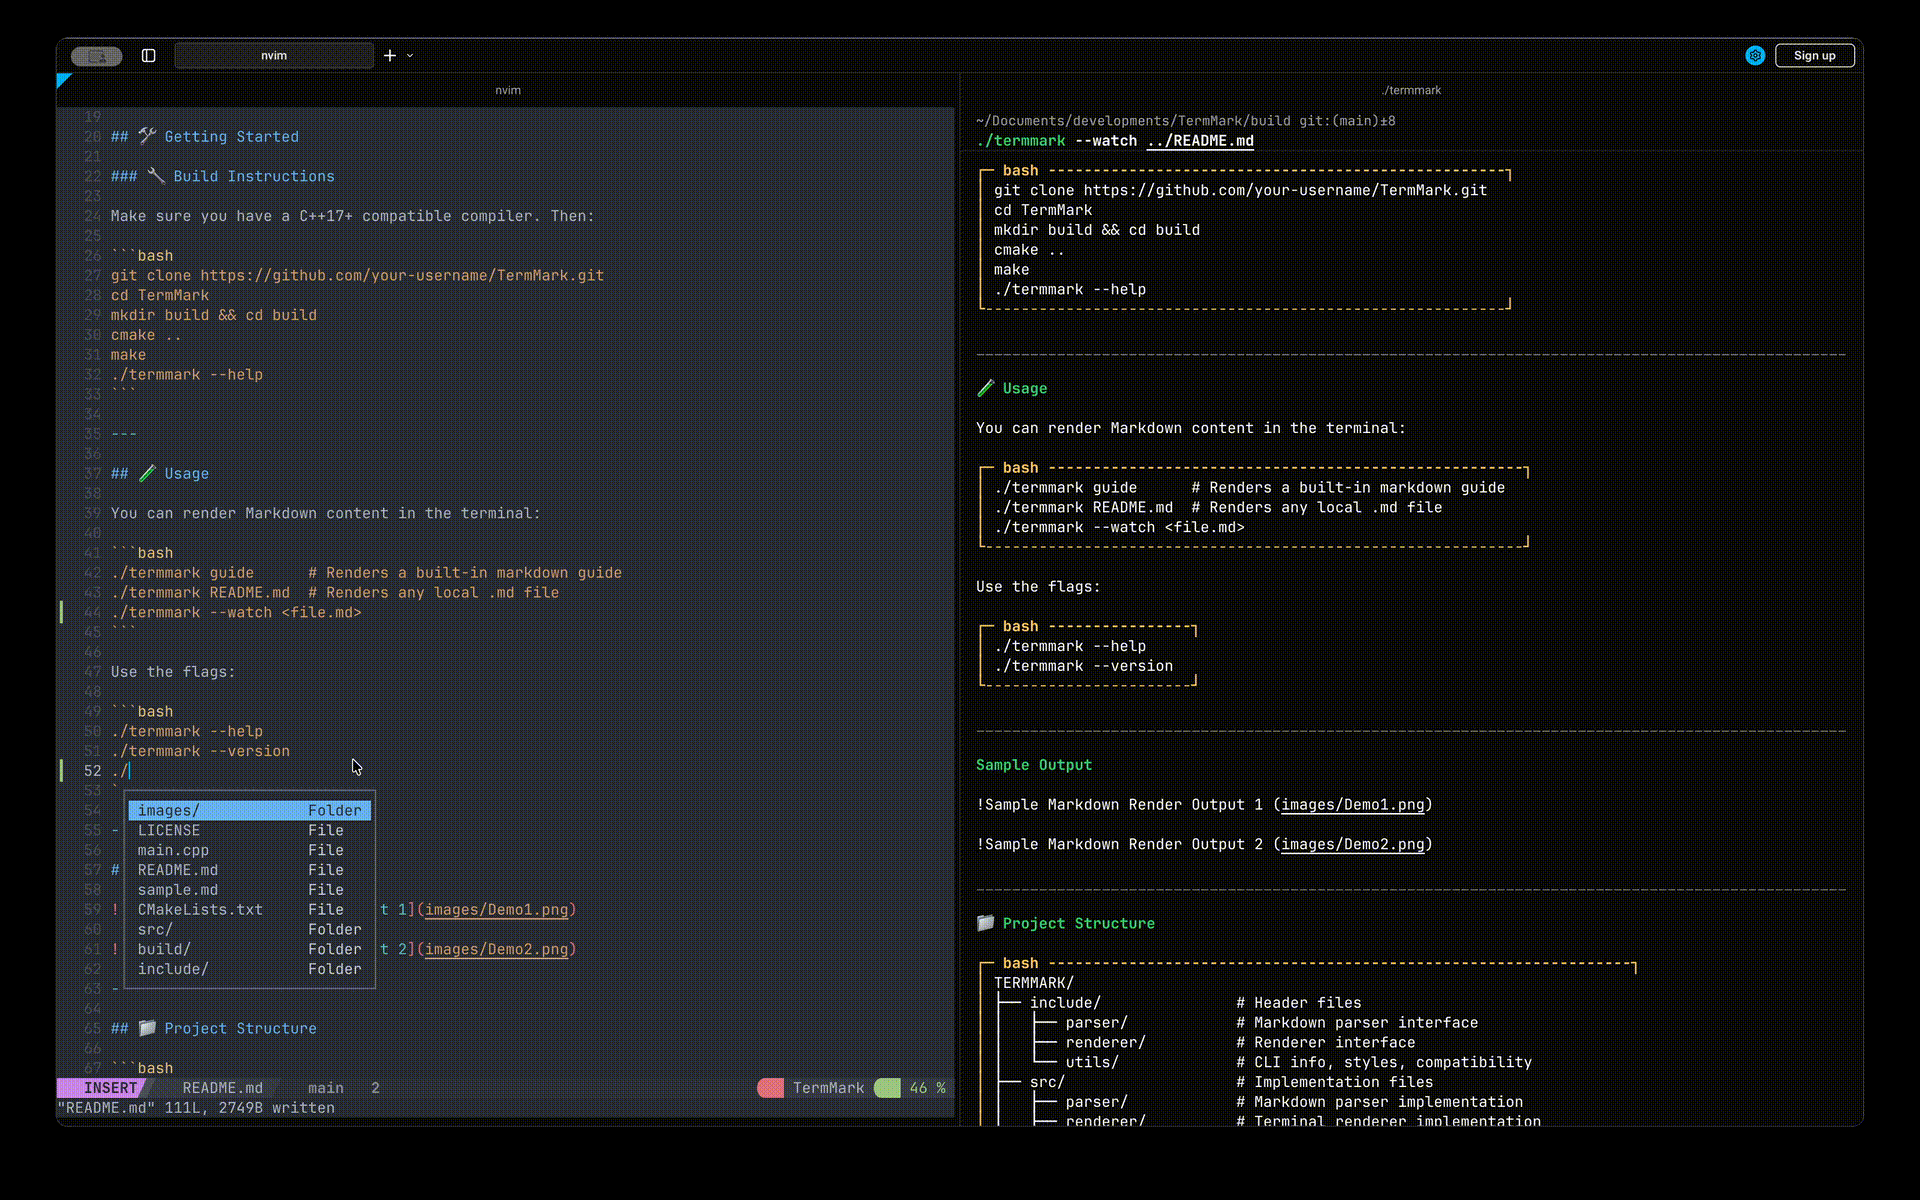 nvim
Sign up
nvim
19
20 ## 🛠 Getting Started
21
22 ### 🔧 Build Instructions
23
24 Make sure you have a C++17+ compatible compiler. Then:
25
26 ```bash
27 git clone https://github.com/your-username/TermMark.git
28 cd TermMark
29 mkdir build && cd build
30 cmake ..
31 make
32 ./termmark --help
33 ```
34
35 ---
36
37 ## 🧪 Usage
38
39 You can render Markdown content in the terminal:
40
41 ```bash
42 ./termmark guide      # Renders a built-in markdown guide
43 ./termmark README.md  # Renders any local .md file
44 ./termmark --watch <file.md>
45 ```
46
47 Use the flags:
48
49 ```bash
50 ./termmark --help
51 ./termmark --version
52 ./
53 `
54 images/ Folder
55 - LICENSE File
56 main.cpp File
57 # README.md File
58 sample.md File
59 ! CMakeLists.txt File t 1](images/Demo1.png)
60 src/ Folder
61 ! build/ Folder t 2](images/Demo2.png)
62 include/ Folder
63 -
64
65 ## 📁 Project Structure
66
67 ```bash
INSERT README.md main 2 TermMark 46 %
"README.md" 111L, 2749B written
./termmark
~/Documents/developments/TermMark/build git:(main)±8
./termmark --watch ../README.md
bash
git clone https://github.com/your-username/TermMark.git
cd TermMark
mkdir build && cd build
cmake ..
make
./termmark --help
🧪 Usage
You can render Markdown content in the terminal:
bash
./termmark guide      # Renders a built-in markdown guide
./termmark README.md  # Renders any local .md file
./termmark --watch <file.md>
Use the flags:
bash
./termmark --help
./termmark --version
Sample Output
!Sample Markdown Render Output 1 (images/Demo1.png)
!Sample Markdown Render Output 2 (images/Demo2.png)
📁 Project Structure
bash
TERMMARK/
├── include/               # Header files
│   ├── parser/            # Markdown parser interface
│   ├── renderer/          # Renderer interface
│   └── utils/             # CLI info, styles, compatibility
├── src/                   # Implementation files
│   ├── parser/            # Markdown parser implementation
│   ├── renderer/          # Terminal renderer implementation